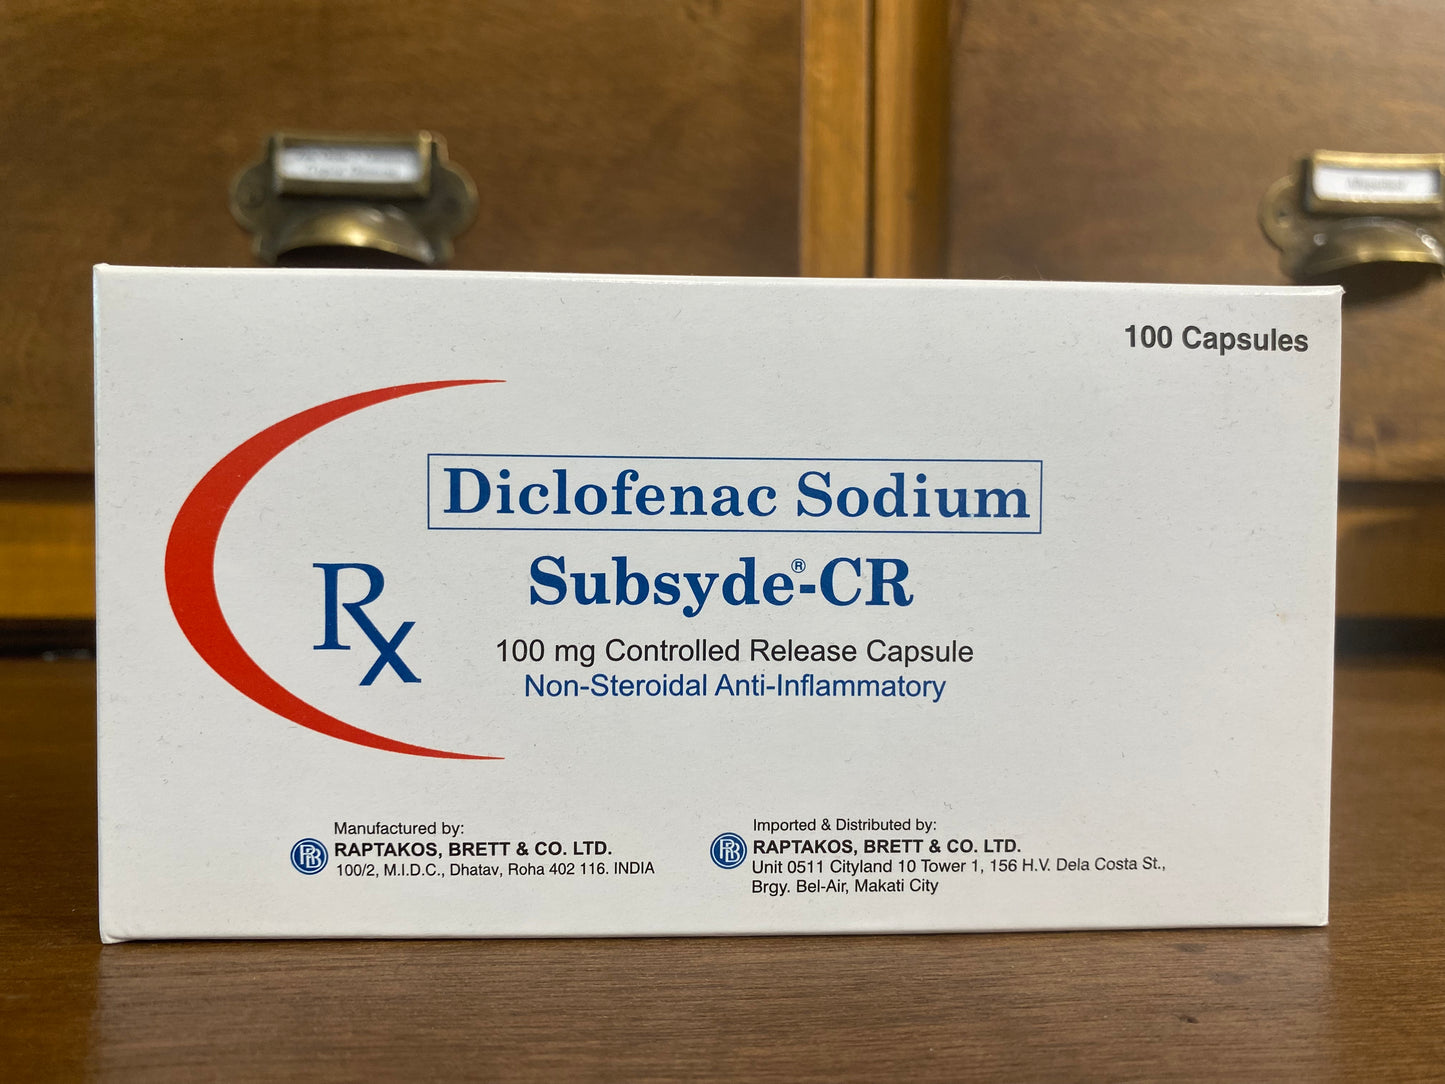 100 Capsules
Diclofenac Sodium
Rx
Subsyde®-CR
100 mg Controlled Release Capsule
Non-Steroidal Anti-Inflammatory
Manufactured by:
RAPTAKOS, BRETT & CO. LTD.
100/2, M.I.D.C., Dhatav, Roha 402 116. INDIA
Imported & Distributed by:
RAPTAKOS, BRETT & CO. LTD.
Unit 0511 Cityland 10 Tower 1, 156 H.V. Dela Costa St.,
Brgy. Bel-Air, Makati City